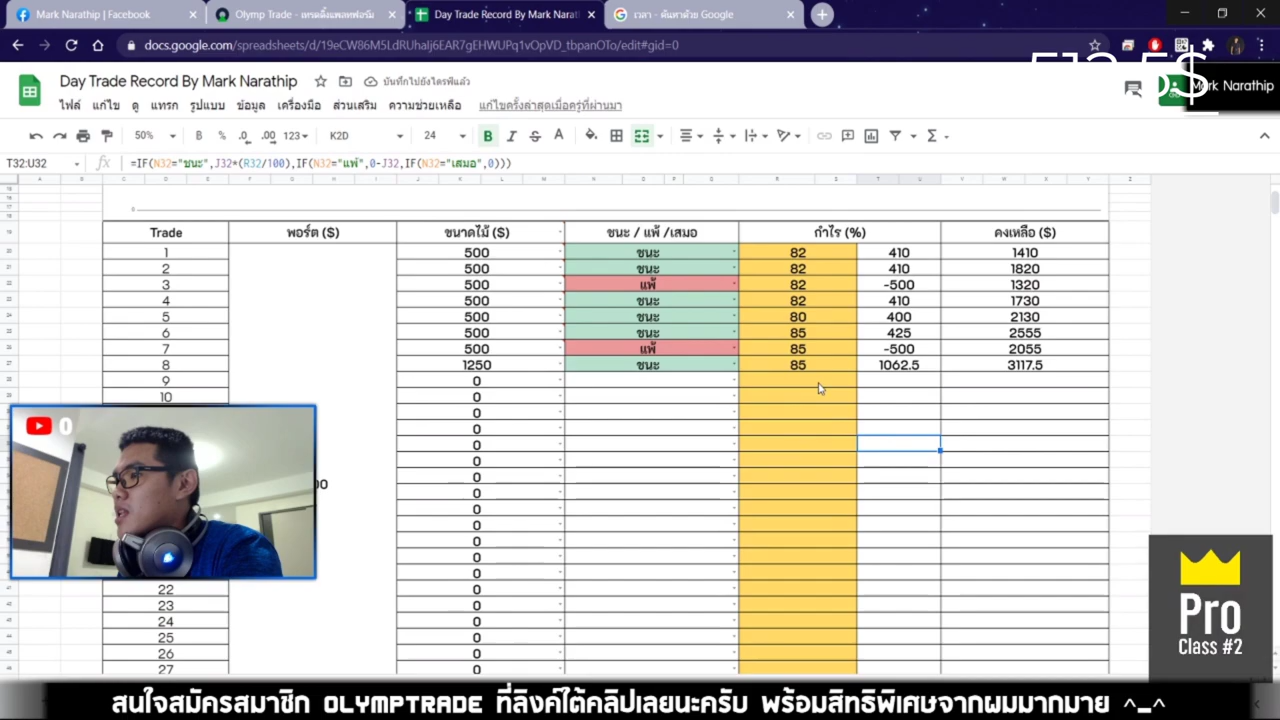 Mark Narathip | Facebook
Olymp Trade - เทรดดิ้งแพลตฟอร์ม
Day Trade Record By Mark Narat
เวลา - ค้นหาด้วย Google
docs.google.com/spreadsheets/d/19eCW86M5LdRUhaIj6EAR7gEHWUPq1vOpVD_tbpanOTo/edit#gid=0
Day Trade Record By Mark Narathip
บันทึกไปยังไดรฟ์แล้ว
5$
Mark Narathip
ไฟล์ แก้ไข ดู แทรก รูปแบบ ข้อมูล เครื่องมือ ส่วนเสริม ความช่วยเหลือ แก้ไขครั้งล่าสุดเมื่อครู่ที่ผ่านมา
50% B % .0 .00 123 K2D 24 B I S A
T32:U32 fx =IF(N32="ชนะ",J32*(R32/100),IF(N32="แพ้",0-J32,IF(N32="เสมอ",0)))
Trade พอร์ต ($) ขนาดไม้ ($) ชนะ / แพ้ /เสมอ กำไร (%) คงเหลือ ($)
1 500 ชนะ 82 410 1410
2 500 ชนะ 82 410 1820
3 500 แพ้ 82 -500 1320
4 500 ชนะ 82 410 1730
5 500 ชนะ 80 400 2130
6 500 ชนะ 85 425 2555
7 500 แพ้ 85 -500 2055
8 1250 ชนะ 85 1062.5 3117.5
9 0
10 0
0
0
0
0
0
0
0
0
0
0
0
22 0
23 0
24 0
25 0
26 0
27 0
0
Pro
Class #2
สนใจสมัครสมาชิก OLYMPTRADE ที่ลิงค์ใต้คลิปเลยนะครับ พร้อมสิทธิพิเศษจากผมมากมาย ^_^